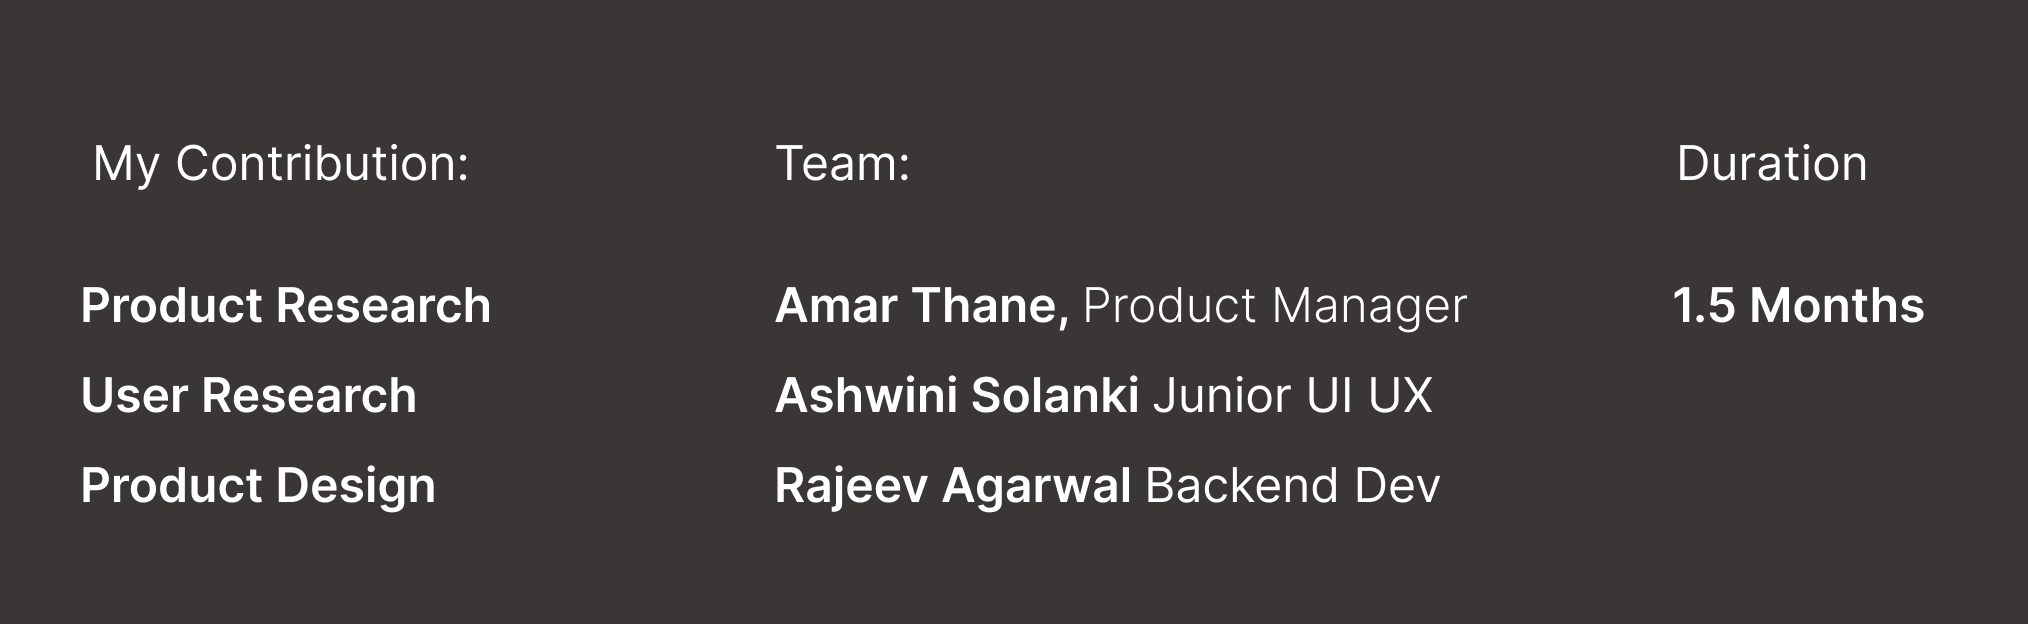 My Contribution:
Product Research
User Research
Product Design
Team:
Amar Thane, Product Manager
Ashwini Solanki Junior UI UX
Rajeev Agarwal Backend Dev
Duration
1.5 Months